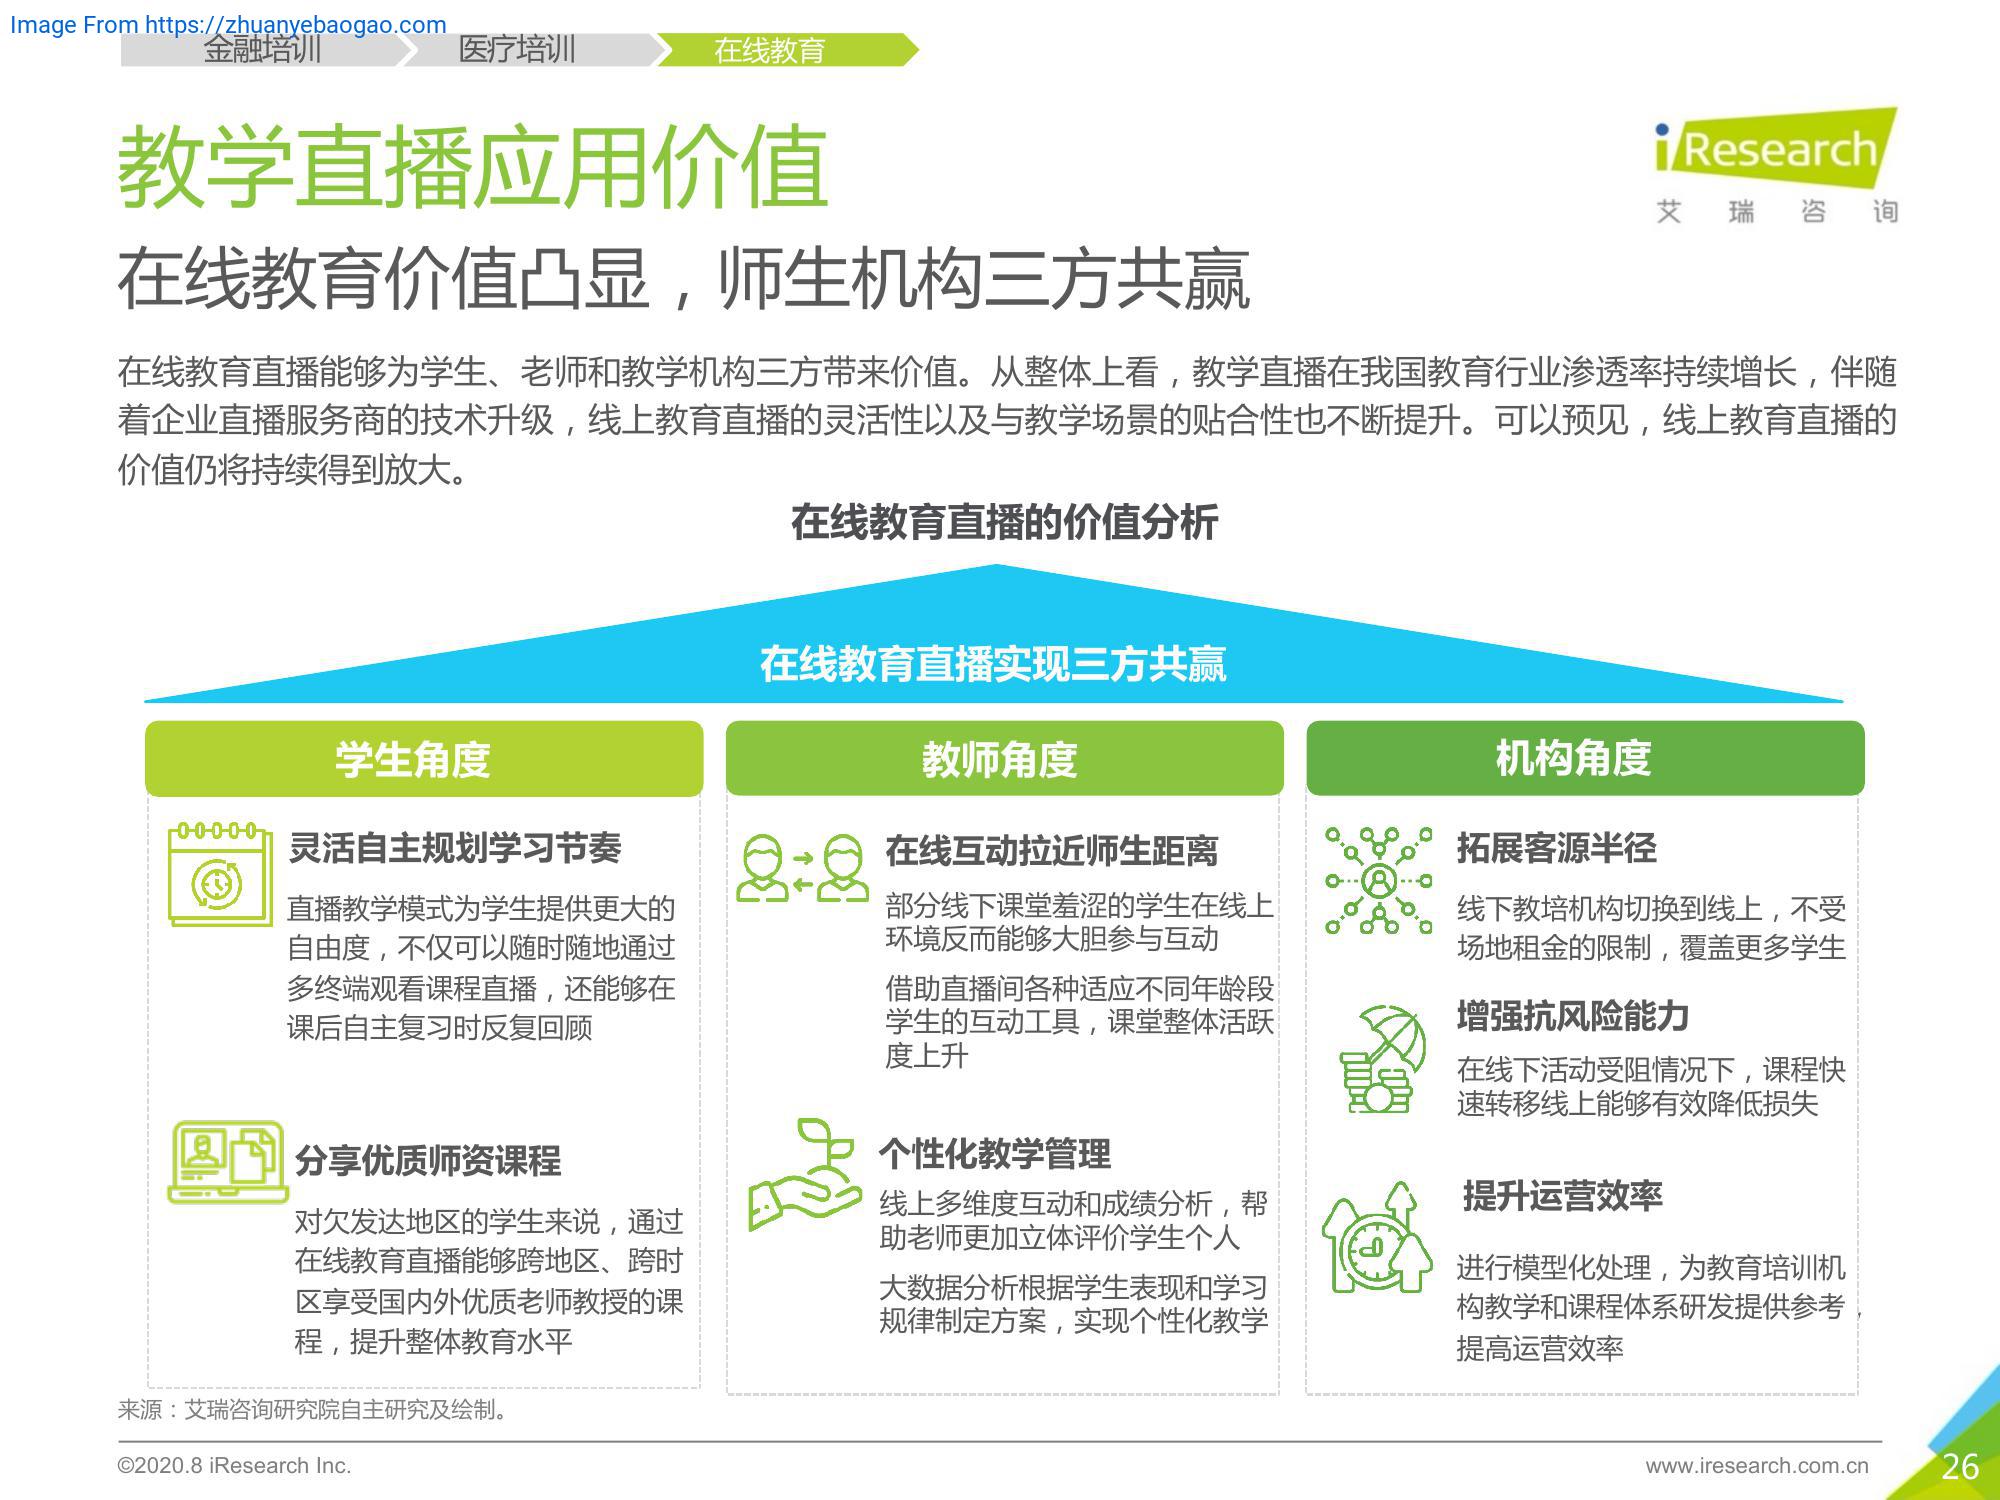 Image From https://zhuanyebaogao.com
金融培训
医疗培训
在线教育
iResearch
艾瑞咨询
教学直播应用价值
在线教育价值凸显，师生机构三方共赢
在线教育直播能够为学生、老师和教学机构三方带来价值。从整体上看，教学直播在我国教育行业渗透率持续增长，伴随
着企业直播服务商的技术升级，线上教育直播的灵活性以及与教学场景的贴合性也不断提升。可以预见，线上教育直播的
价值仍将持续得到放大。
在线教育直播的价值分析
在线教育直播实现三方共赢
学生角度
灵活自主规划学习节奏
直播教学模式为学生提供更大的
自由度，不仅可以随时随地通过
多终端观看课程直播，还能够在
课后自主复习时反复回顾
分享优质师资课程
对欠发达地区的学生来说，通过
在线教育直播能够跨地区、跨时
区享受国内外优质老师教授的课
程，提升整体教育水平
教师角度
在线互动拉近师生距离
部分线下课堂羞涩的学生在线上
环境反而能够大胆参与互动
借助直播间各种适应不同年龄段
学生的互动工具，课堂整体活跃
度上升
个性化教学管理
线上多维度互动和成绩分析，帮
助老师更加立体评价学生个人
大数据分析根据学生表现和学习
规律制定方案，实现个性化教学
机构角度
拓展客源半径
线下教培机构切换到线上，不受
场地租金的限制，覆盖更多学生
增强抗风险能力
在线下活动受阻情况下，课程快
速转移线上能够有效降低损失
提升运营效率
进行模型化处理，为教育培训机
构教学和课程体系研发提供参考，
提高运营效率
来源：艾瑞咨询研究院自主研究及绘制。
©2020.8 iResearch Inc.
www.iresearch.com.cn
26